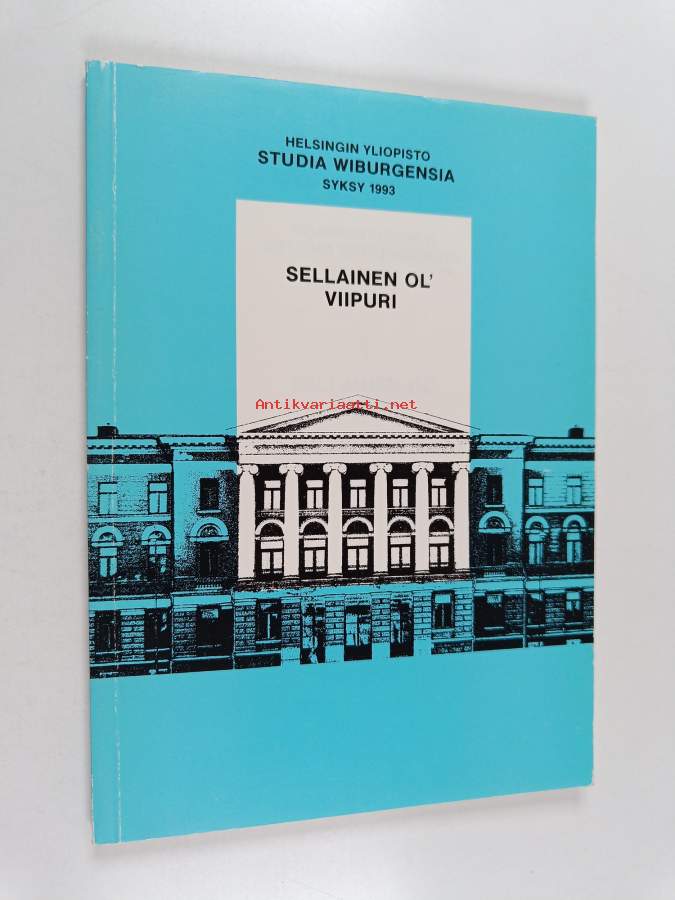 HELSINGIN YLIOPISTO
STUDIA WIBURGENSIA
SYKSY 1993
SELLAINEN OL'
VIIPURI
Antikvariaatti.net